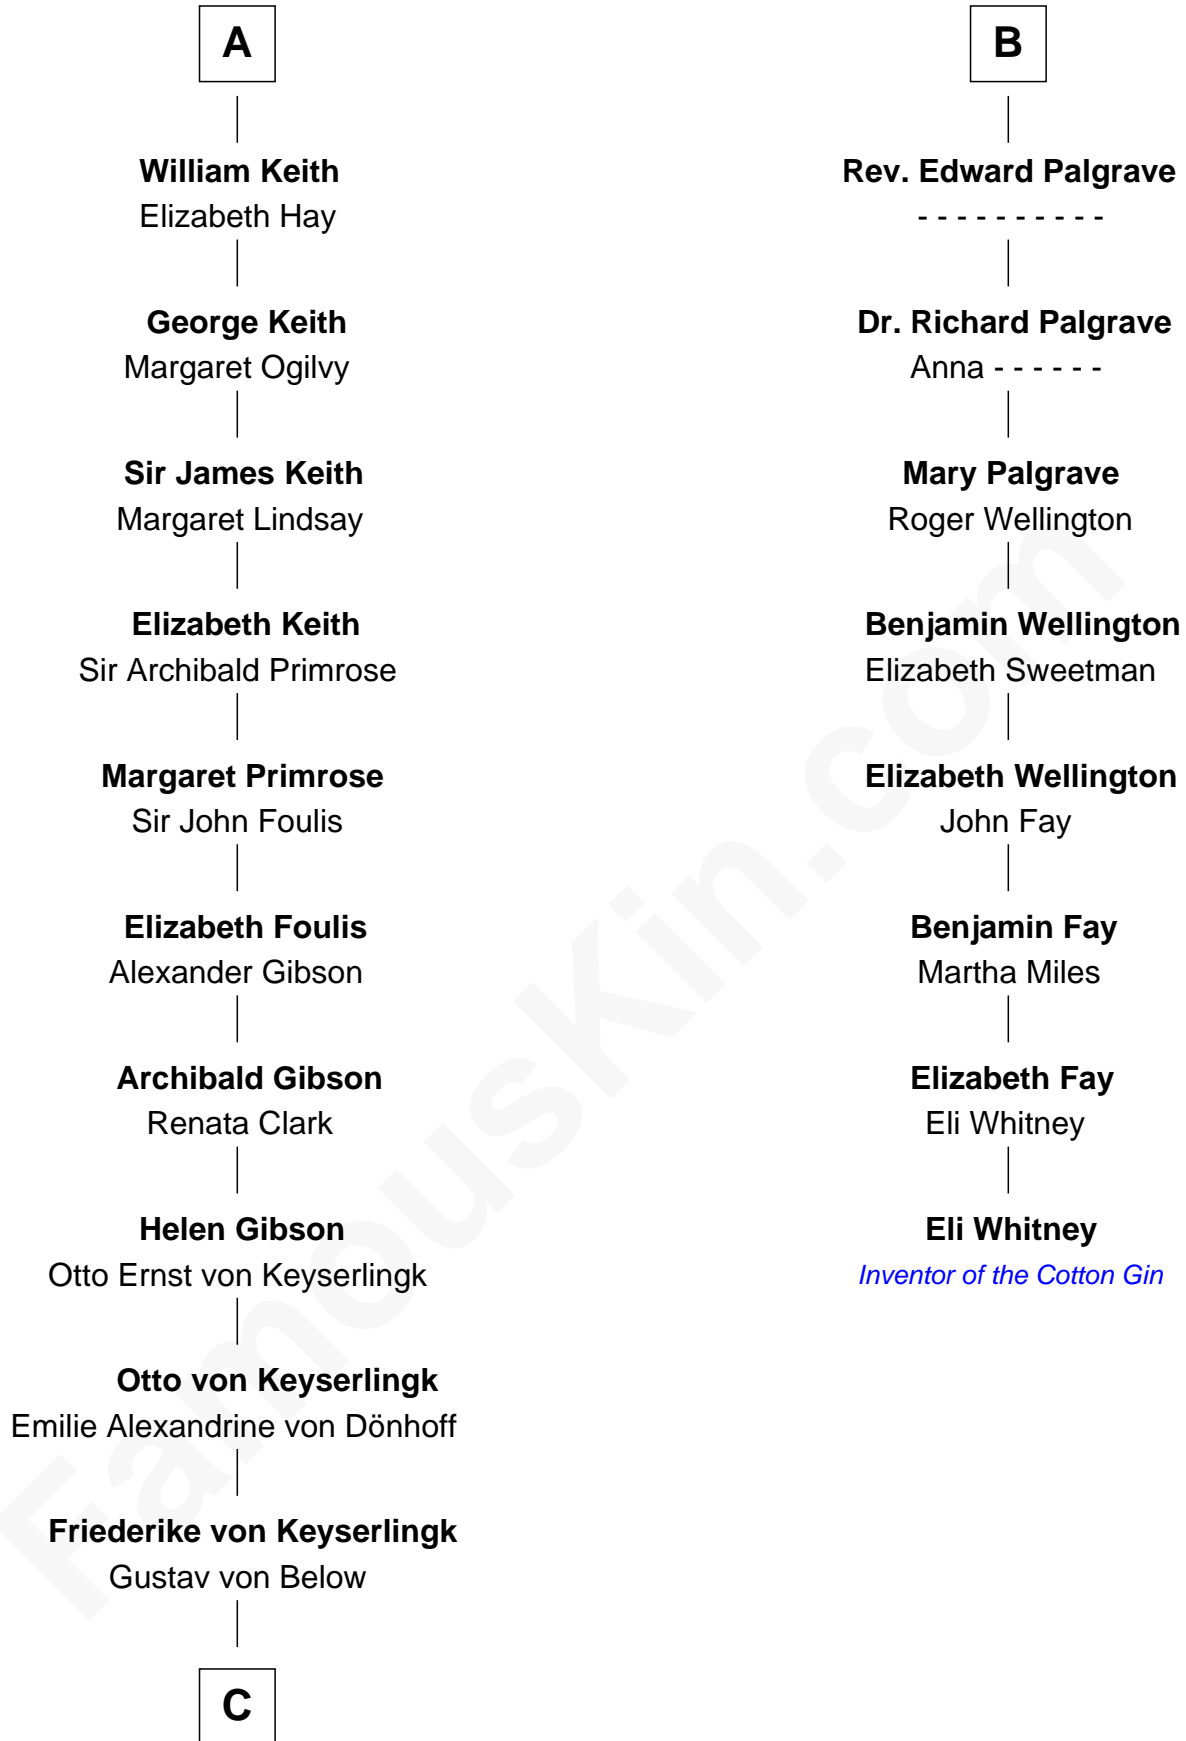 A
William Keith
Elizabeth Hay
George Keith
Margaret Ogilvy
Sir James Keith
Margaret Lindsay
Elizabeth Keith
Sir Archibald Primrose
Margaret Primrose
Sir John Foulis
Elizabeth Foulis
Alexander Gibson
Archibald Gibson
Renata Clark
Helen Gibson
Otto Ernst von Keyserlingk
Otto von Keyserlingk
Emilie Alexandrine von Dönhoff
Friederike von Keyserlingk
Gustav von Below
C
B
Rev. Edward Palgrave
- - - - - - - - - -
Dr. Richard Palgrave
Anna - - - - - -
Mary Palgrave
Roger Wellington
Benjamin Wellington
Elizabeth Sweetman
Elizabeth Wellington
John Fay
Benjamin Fay
Martha Miles
Elizabeth Fay
Eli Whitney
Eli Whitney
Inventor of the Cotton Gin
FamousKin.com